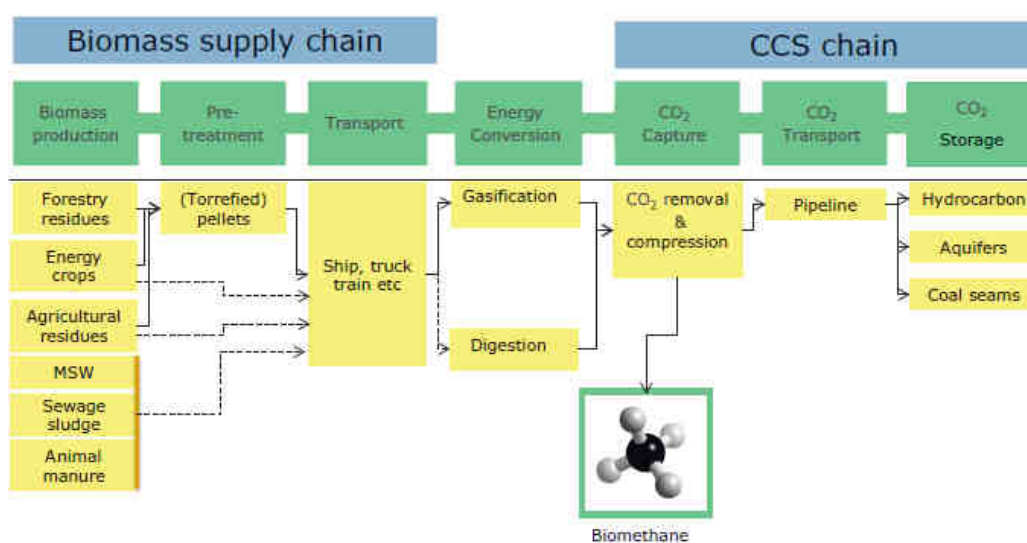 Biomass supply chain
CCS chain
Biomass
production
Pre-
treatment
Transport
Energy
Conversion
CO₂
Capture
CO₂
Transport
CO₂
Storage
Forestry
residues
(Torrefied)
pellets
Gasification
CO₂ removal
&
compression
Pipeline
Hydrocarbon
Energy
crops
Ship, truck
train etc
Aquifers
Agricultural
residues
Coal seams
Digestion
MSW
Sewage
sludge
Animal
manure
Biomethane